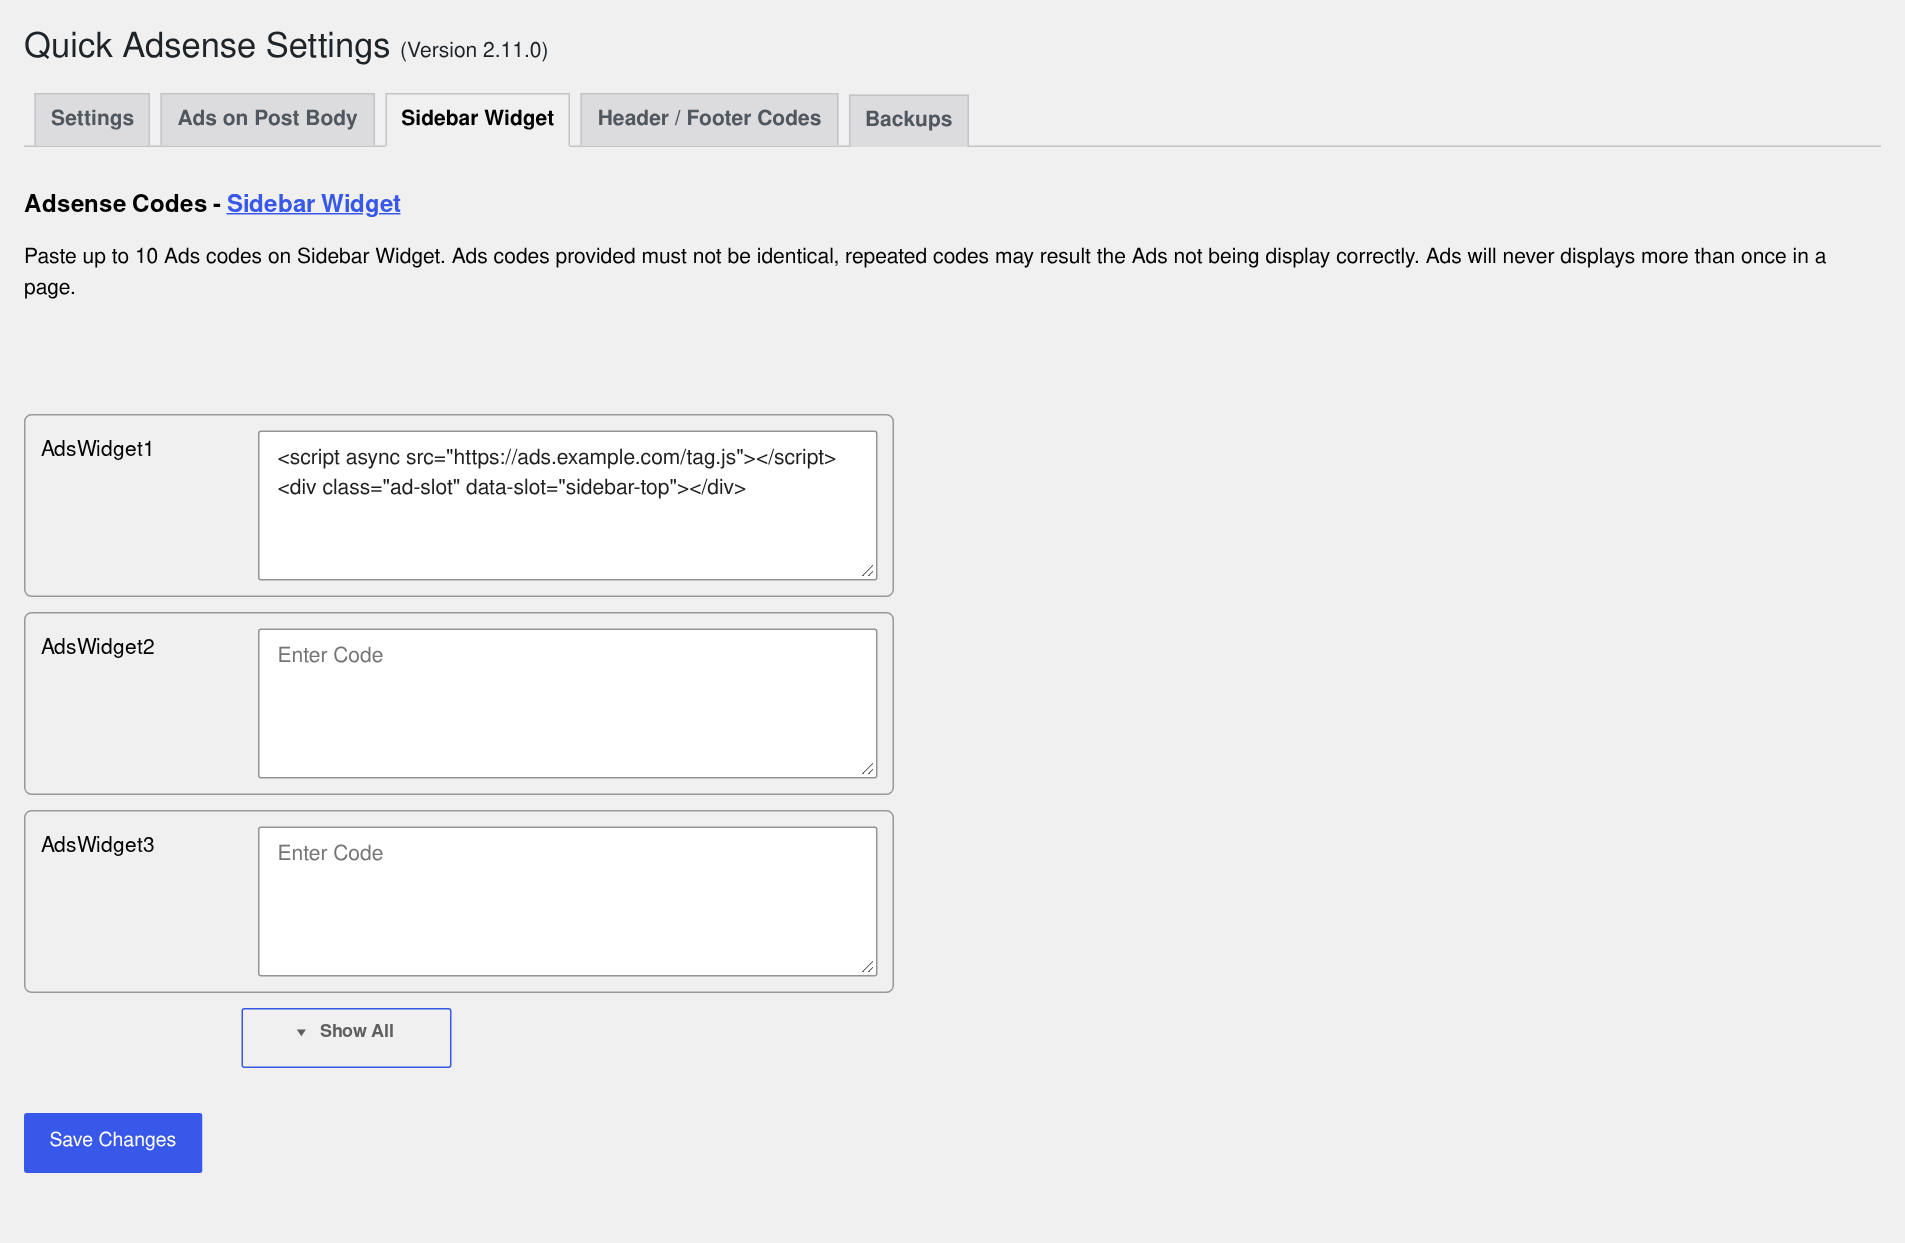 Quick Adsense Settings (Version 2.11.0)
Settings Ads on Post Body Sidebar Widget Header / Footer Codes Backups
Adsense Codes - Sidebar Widget
Paste up to 10 Ads codes on Sidebar Widget. Ads codes provided must not be identical, repeated codes may result the Ads not being display correctly. Ads will never displays more than once in a
page.
AdsWidget1
<script async src="https://ads.example.com/tag.js"></script>
<div class="ad-slot" data-slot="sidebar-top"></div>
AdsWidget2
Enter Code
AdsWidget3
Enter Code
Show All
Save Changes